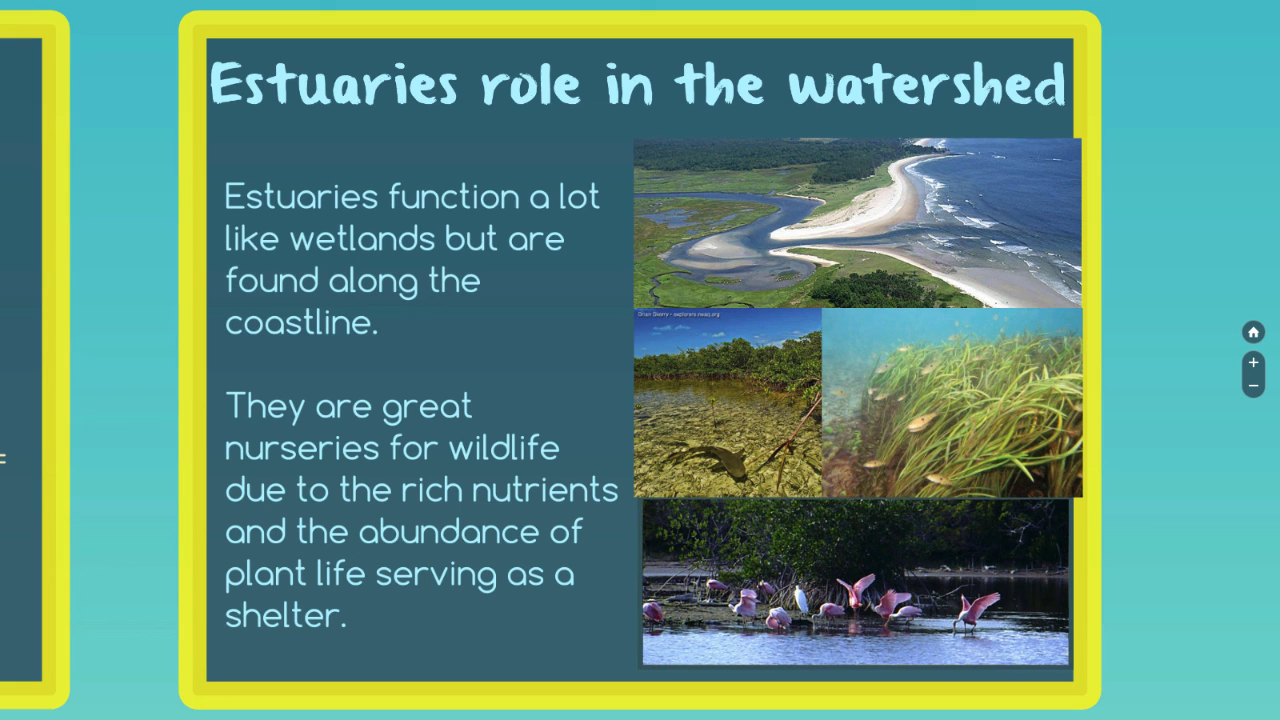 Estuaries role in the watershed
Estuaries function a lot
like wetlands but are
found along the
coastline.
They are great
nurseries for wildlife
due to the rich nutrients
and the abundance of
plant life serving as a
shelter.